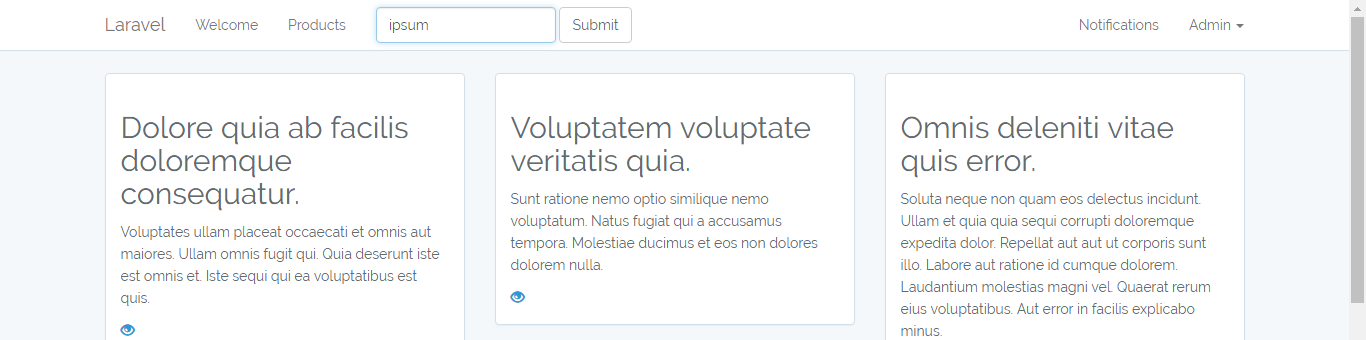 Laravel Welcome Products ipsum Submit Notifications Admin
Dolore quia ab facilis
doloremque
consequatur.
Voluptates ullam placeat occaecati et omnis aut
maiores. Ullam omnis fugit qui. Quia deserunt iste
est omnis et. Iste sequi qui ea voluptatibus est
quis.
Voluptatem voluptate
veritatis quia.
Sunt ratione nemo optio similique nemo
voluptatum. Natus fugiat qui a accusamus
tempora. Molestiae ducimus et eos non dolores
dolorem nulla.
Omnis deleniti vitae
quis error.
Soluta neque non quam eos delectus incidunt.
Ullam et quia quia sequi corrupti doloremque
expedita dolor. Repellat aut aut ut corporis sunt
illo. Labore aut ratione id cumque dolorem.
Laudantium molestias magni vel. Quaerat rerum
eius voluptatibus. Aut error in facilis explicabo
minus.